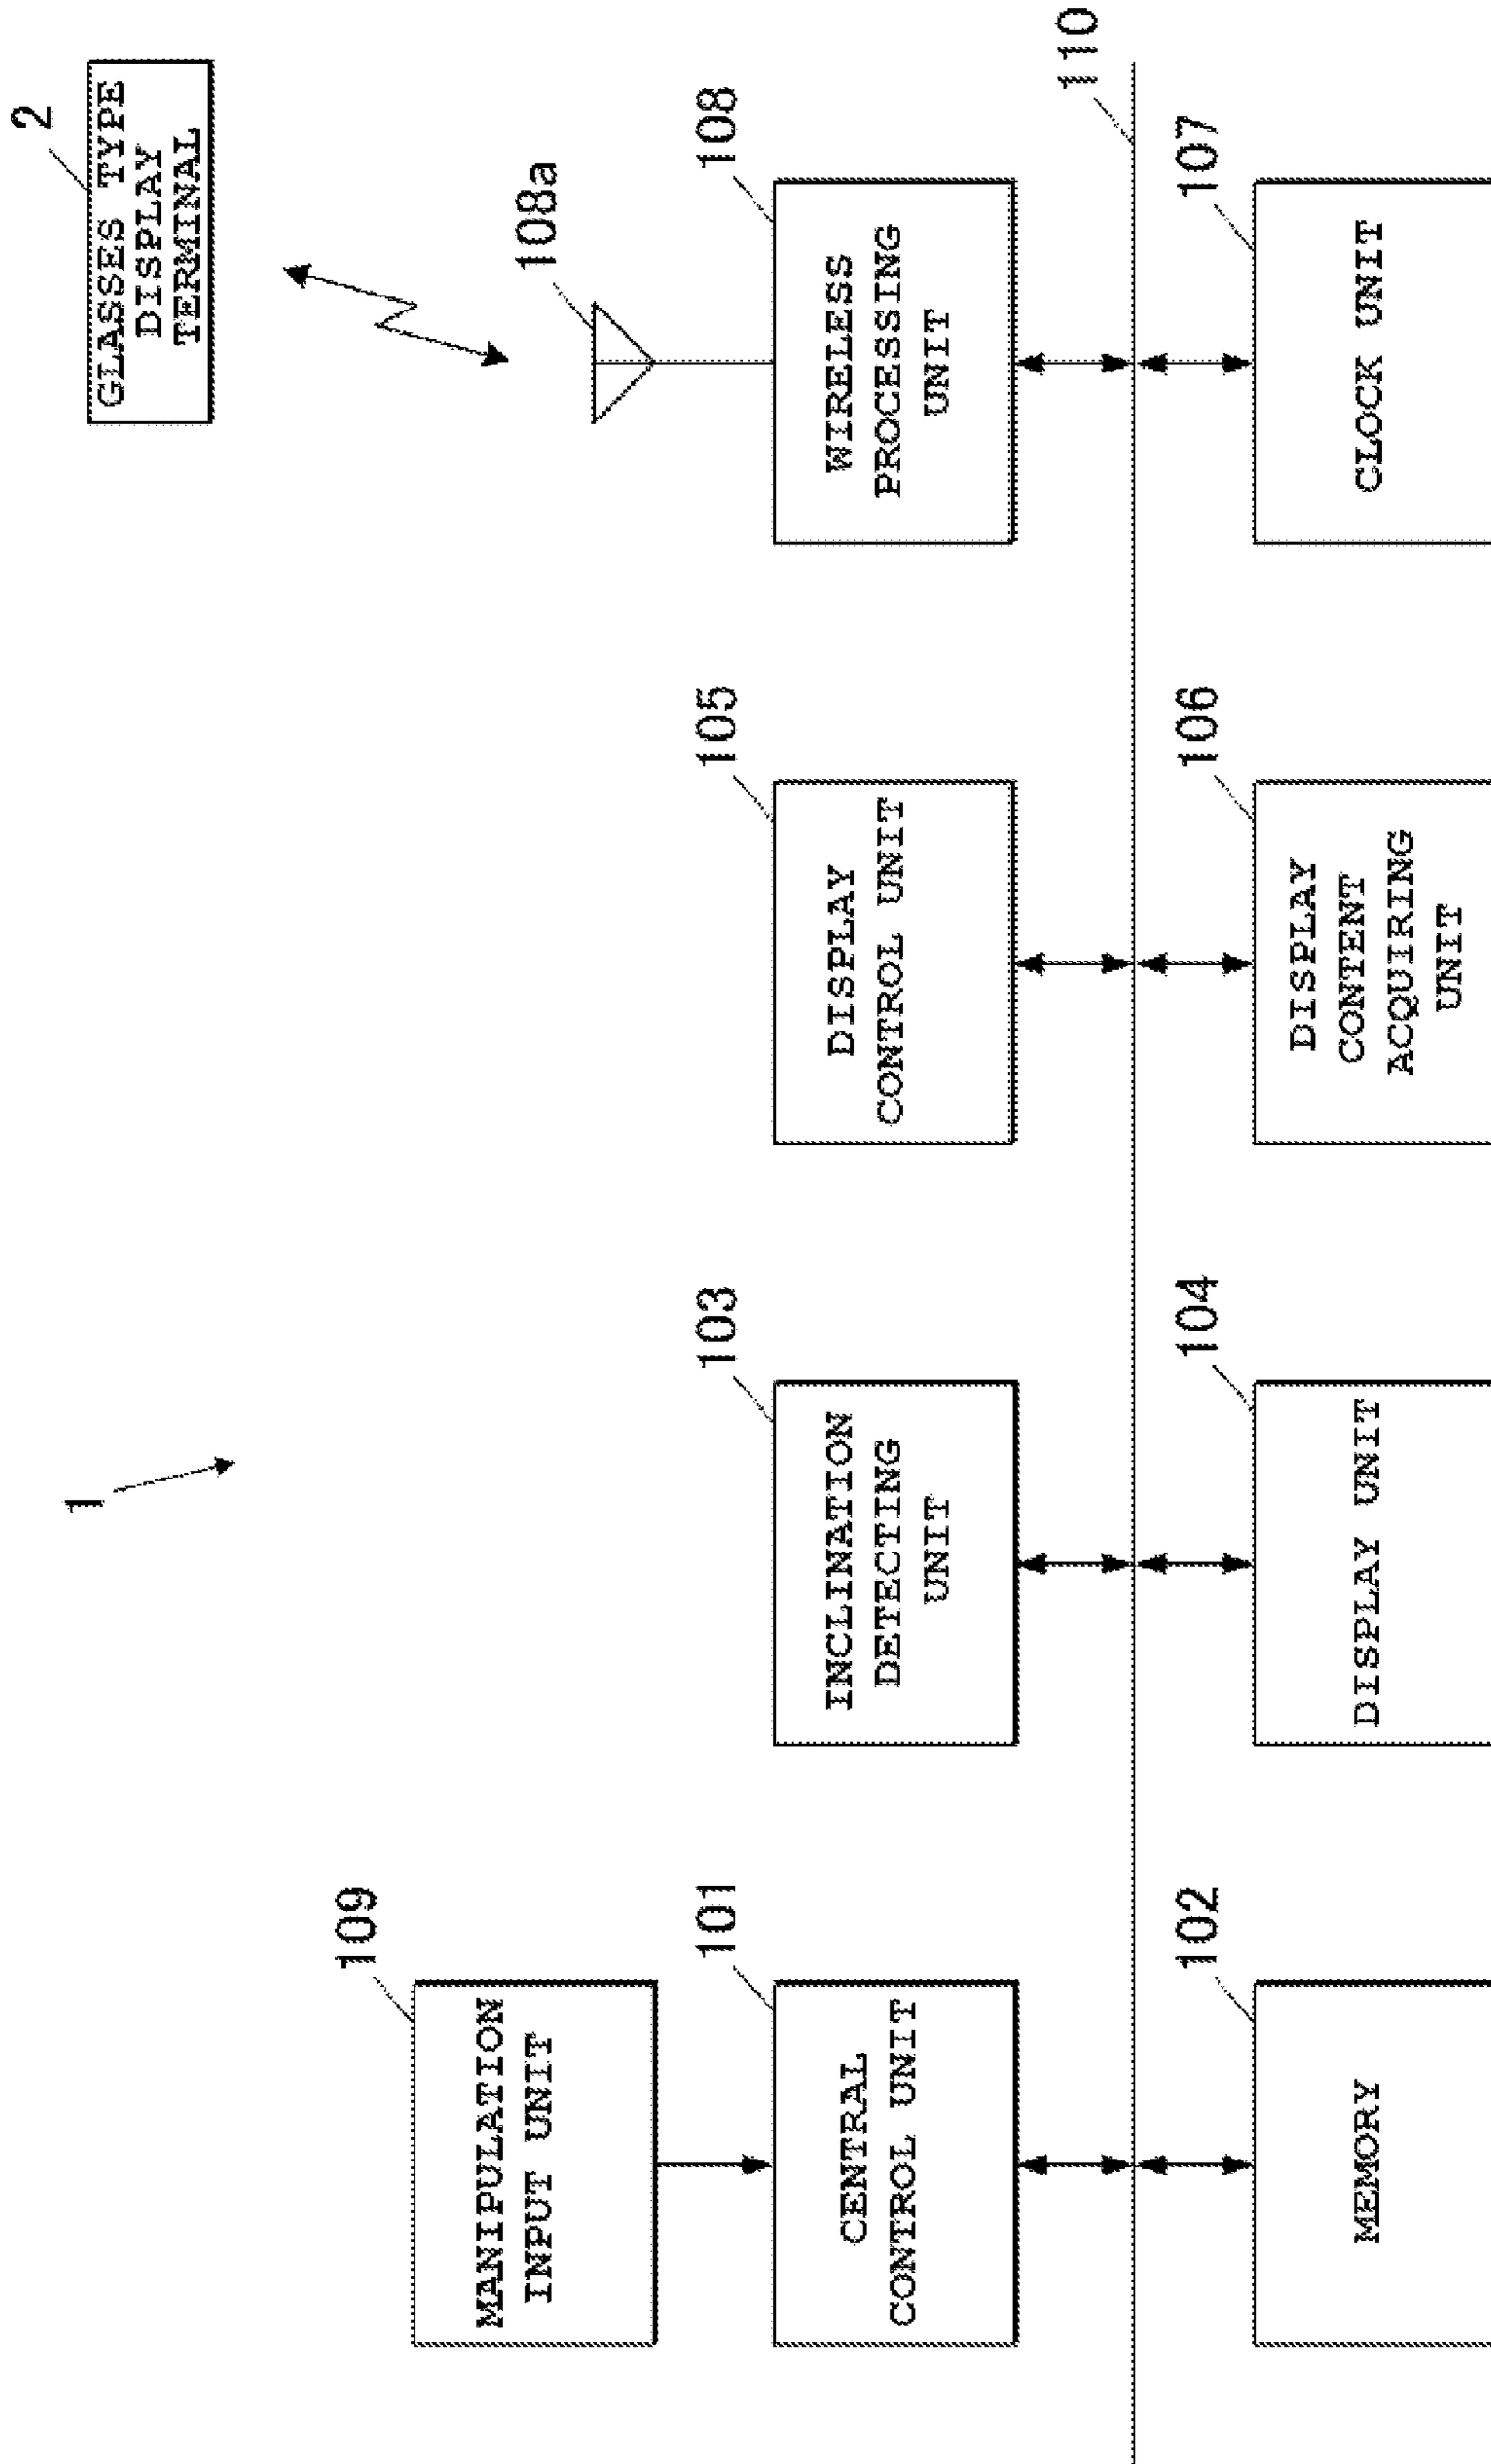 1
2
GLASSES TYPE
DISPLAY
TERMINAL
108a
109
MANIPULATION
INPUT UNIT
101
CENTRAL
CONTROL UNIT
103
INCLINATION
DETECTING
UNIT
105
DISPLAY
CONTROL UNIT
108
WIRELESS
PROCESSING
UNIT
110
102
MEMORY
104
DISPLAY UNIT
106
DISPLAY
CONTENT
ACQUIRING
UNIT
107
CLOCK UNIT